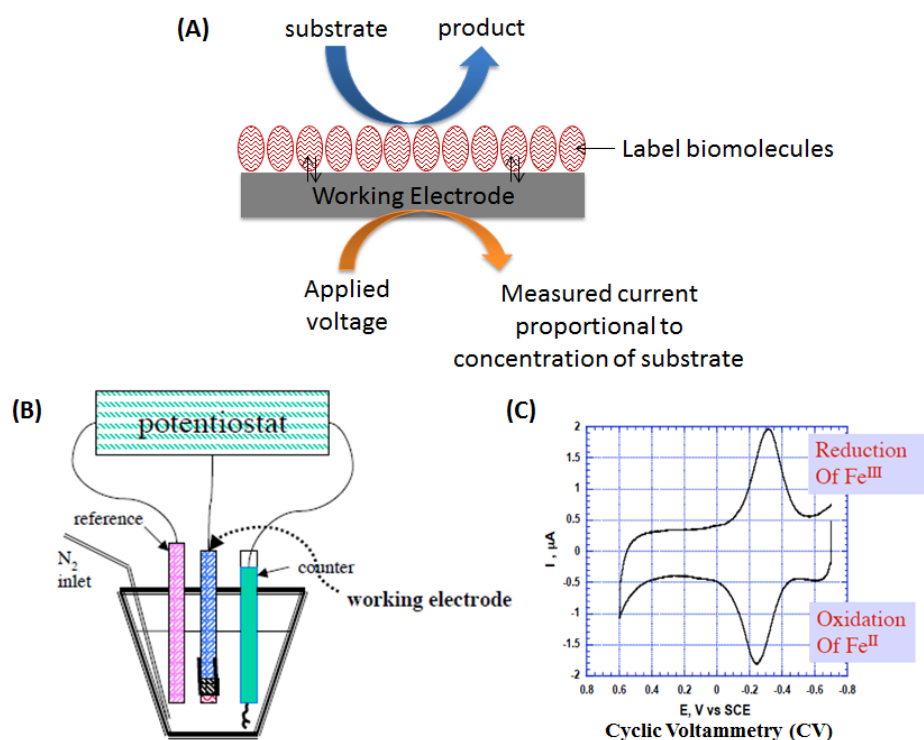 (A)
substrate
product
Label biomolecules
Working Electrode
Applied
voltage
Measured current
proportional to
concentration of substrate
(B)
potentiostat
reference
N2
inlet
counter
working electrode
(C)
2
1.5
1
0.5
0
-0.5
-1
-1.5
-2
I, µA
Reduction
Of FeIII
Oxidation
Of FeII
0.8 0.6 0.4 0.2 0 -0.2 -0.4 -0.6 -0.8
E, V vs SCE
Cyclic Voltammetry (CV)